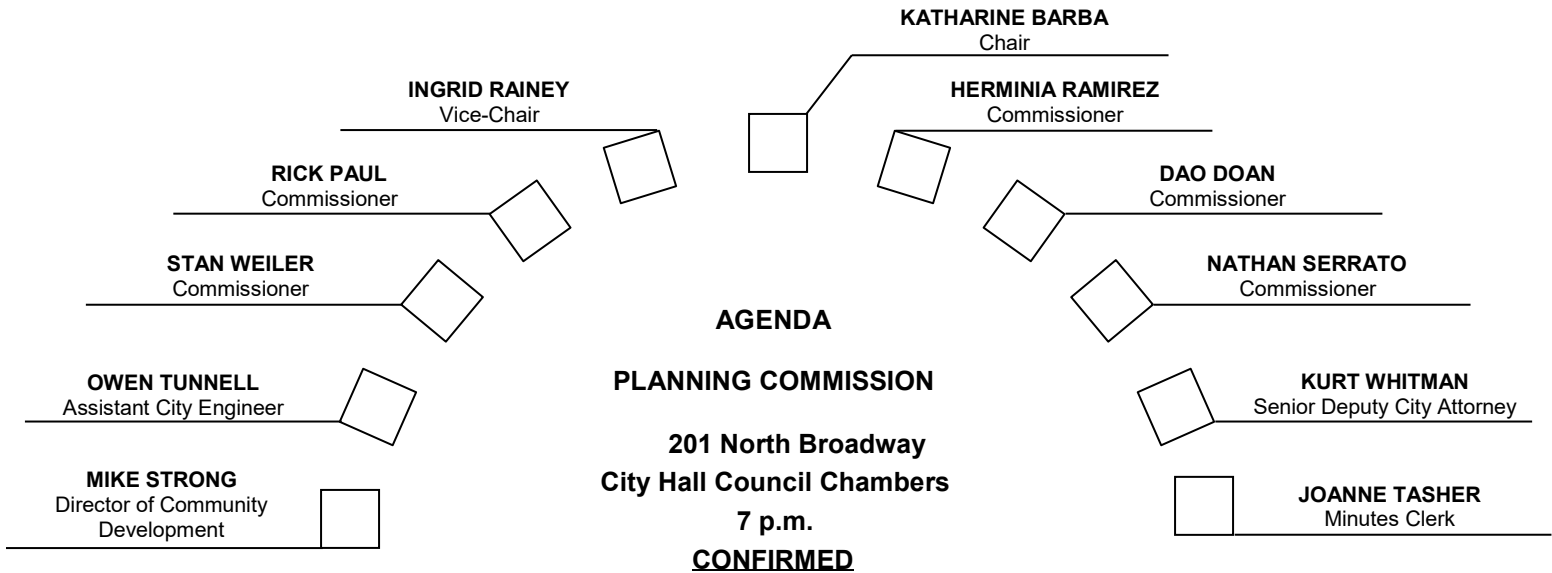 KATHARINE BARBA
Chair
INGRID RAINEY
Vice-Chair
HERMINIA RAMIREZ
Commissioner
RICK PAUL
Commissioner
DAO DOAN
Commissioner
STAN WEILER
Commissioner
NATHAN SERRATO
Commissioner
OWEN TUNNELL
Assistant City Engineer
KURT WHITMAN
Senior Deputy City Attorney
MIKE STRONG
Director of Community
Development
JOANNE TASHER
Minutes Clerk
AGENDA
PLANNING COMMISSION
201 North Broadway
City Hall Council Chambers
7 p.m.
CONFIRMED